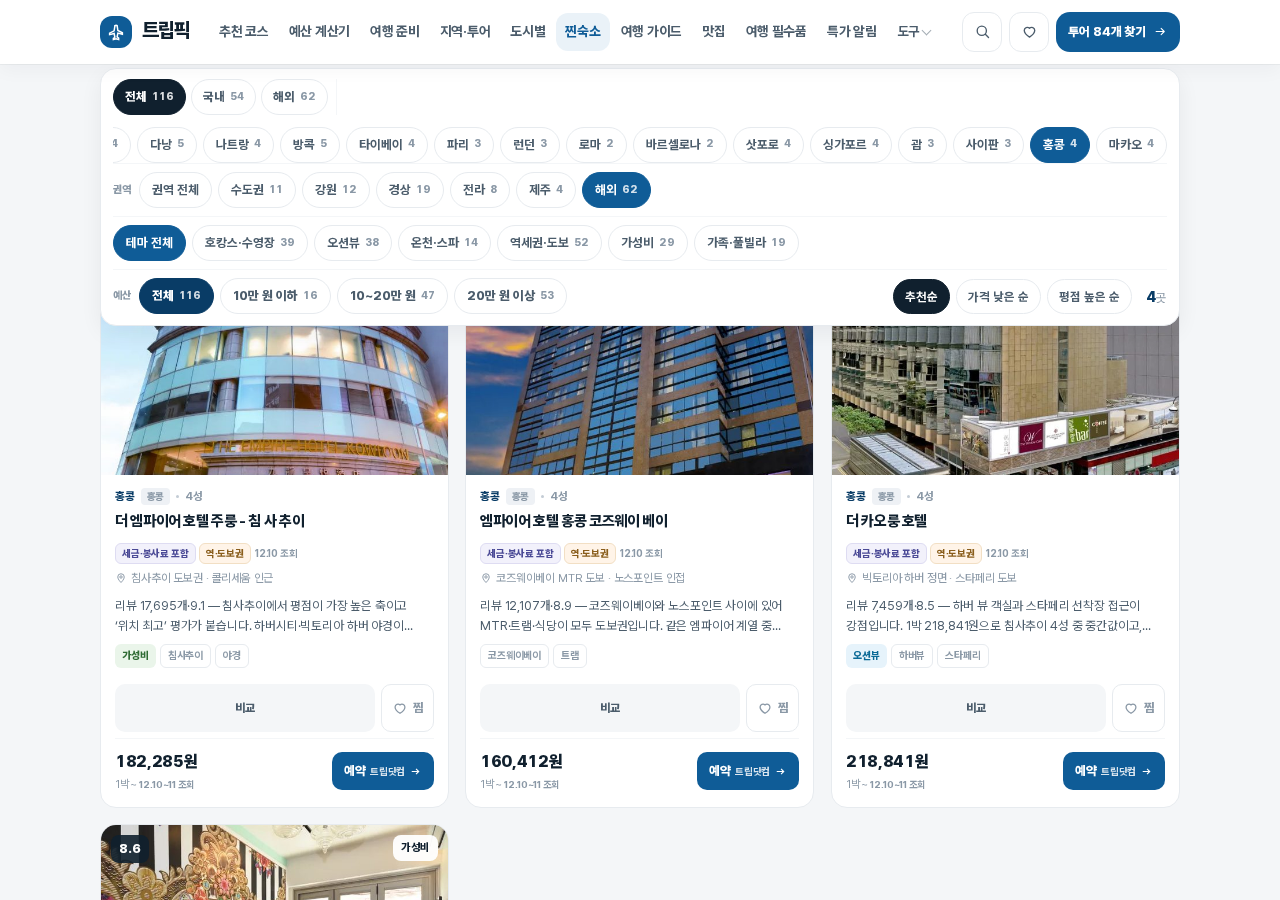 트립픽 추천 코스 예산 계산기 여행 준비 지역·투어 도시별 찐숙소 여행 가이드 맛집 여행 필수품 특가 알림 도구 투어 84개 찾기 →
전체 116 국내 54 해외 62
4 다낭 5 나트랑 4 방콕 5 타이베이 4 파리 3 런던 3 로마 2 바르셀로나 2 삿포로 4 싱가포르 4 괌 3 사이판 3 홍콩 4 마카오 4
권역 권역 전체 수도권 11 강원 12 경상 19 전라 8 제주 4 해외 62
테마 전체 호캉스·수영장 39 오션뷰 38 온천·스파 14 역세권·도보 52 가성비 29 가족·풀빌라 19
예산 전체 116 10만 원 이하 16 10~20만 원 47 20만 원 이상 53 추천순 가격 낮은 순 평점 높은 순 4곳
홍콩 홍콩 • 4성
더 엠파이어 호텔 주룽 - 침 사추이
세금·봉사료 포함 역·도보권 12.10 조회
침사추이 도보권 · 콜리세움 인근
리뷰 17,695개·9.1 — 침사추이에서 평점이 가장 높은 축이고
‘위치 최고’ 평가가 붙습니다. 하버시티·빅토리아 하버 야경이…
가성비 침사추이 야경
비교 찜
182,285원
1박~ 12.10~11 조회
예약 트립닷컴 →
홍콩 홍콩 • 4성
엠파이어 호텔 홍콩 코즈웨이 베이
세금·봉사료 포함 역·도보권 12.10 조회
코즈웨이베이 MTR 도보 · 노스포인트 인접
리뷰 12,107개·8.9 — 코즈웨이베이와 노스포인트 사이에 있어
MTR·트램·식당이 모두 도보권입니다. 같은 엠파이어 계열 중…
코즈웨이베이 트램
비교 찜
160,412원
1박~ 12.10~11 조회
예약 트립닷컴 →
홍콩 홍콩 • 4성
더 카오룽 호텔
세금·봉사료 포함 역·도보권 12.10 조회
빅토리아 하버 정면 · 스타페리 도보
리뷰 7,459개·8.5 — 하버 뷰 객실과 스타페리 선착장 접근이
강점입니다. 1박 218,841원으로 침사추이 4성 중 중간값이고,…
오션뷰 하버뷰 스타페리
비교 찜
218,841원
1박~ 12.10~11 조회
예약 트립닷컴 →
8.6 가성비